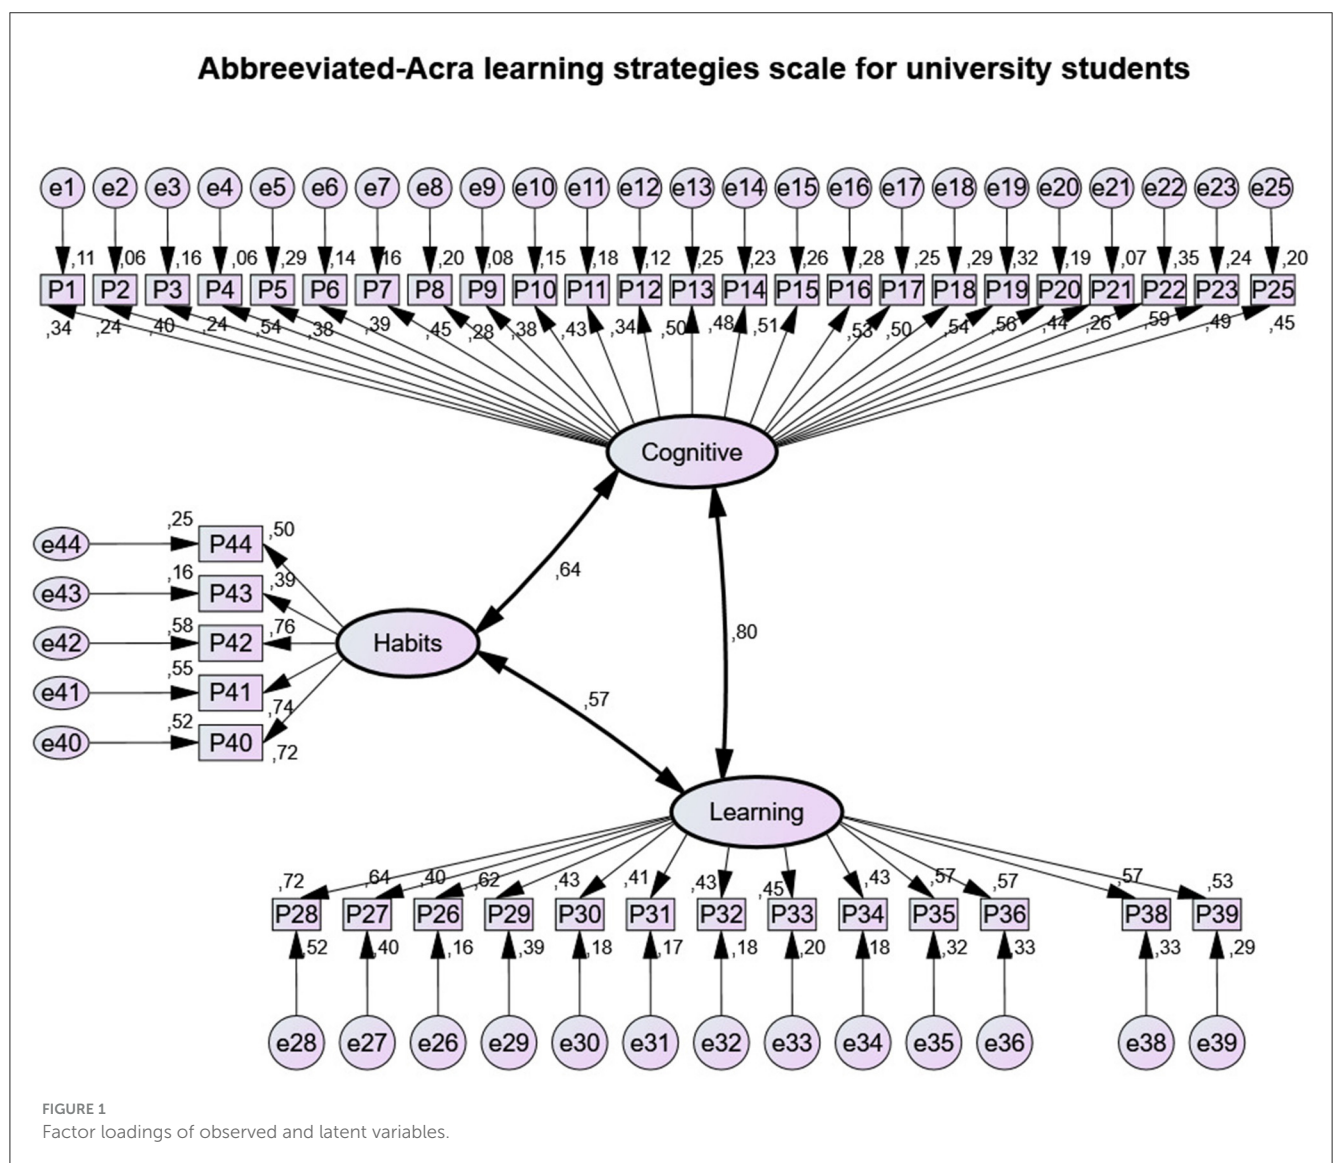 Abbreeviated-Acra learning strategies scale for university students
e1 e2 e3 e4 e5 e6 e7 e8 e9 e10 e11 e12 e13 e14 e15 e16 e17 e18 e19 e20 e21 e22 e23 e25
,11 ,06 ,16 ,06 ,29 ,14 ,16 ,20 ,08 ,15 ,18 ,12 ,25 ,23 ,26 ,28 ,25 ,29 ,32 ,19 ,07 ,35 ,24 ,20
P1 P2 P3 P4 P5 P6 P7 P8 P9 P10 P11 P12 P13 P14 P15 P16 P17 P18 P19 P20 P21 P22 P23 P25
,34 ,24 ,40 ,24 ,54 ,38 ,39 ,45 ,28 ,38 ,43 ,34 ,50 ,48 ,51 ,53 ,50 ,54 ,56 ,44 ,26 ,59 ,49 ,45
Cognitive
,25 ,50
e44 P44
,64
,16 ,39
e43 P43
,58 ,76
e42 P42
Habits
,80
,55
e41 P41
,74
,57
,52
e40 P40
,72
Learning
,72 ,64 ,40 ,62 ,43 ,41 ,43 ,45 ,43 ,57 ,57 ,57 ,53
P28 P27 P26 P29 P30 P31 P32 P33 P34 P35 P36 P38 P39
,52 ,40 ,16 ,39 ,18 ,17 ,18 ,20 ,18 ,32 ,33 ,33 ,29
e28 e27 e26 e29 e30 e31 e32 e33 e34 e35 e36 e38 e39
FIGURE 1
Factor loadings of observed and latent variables.